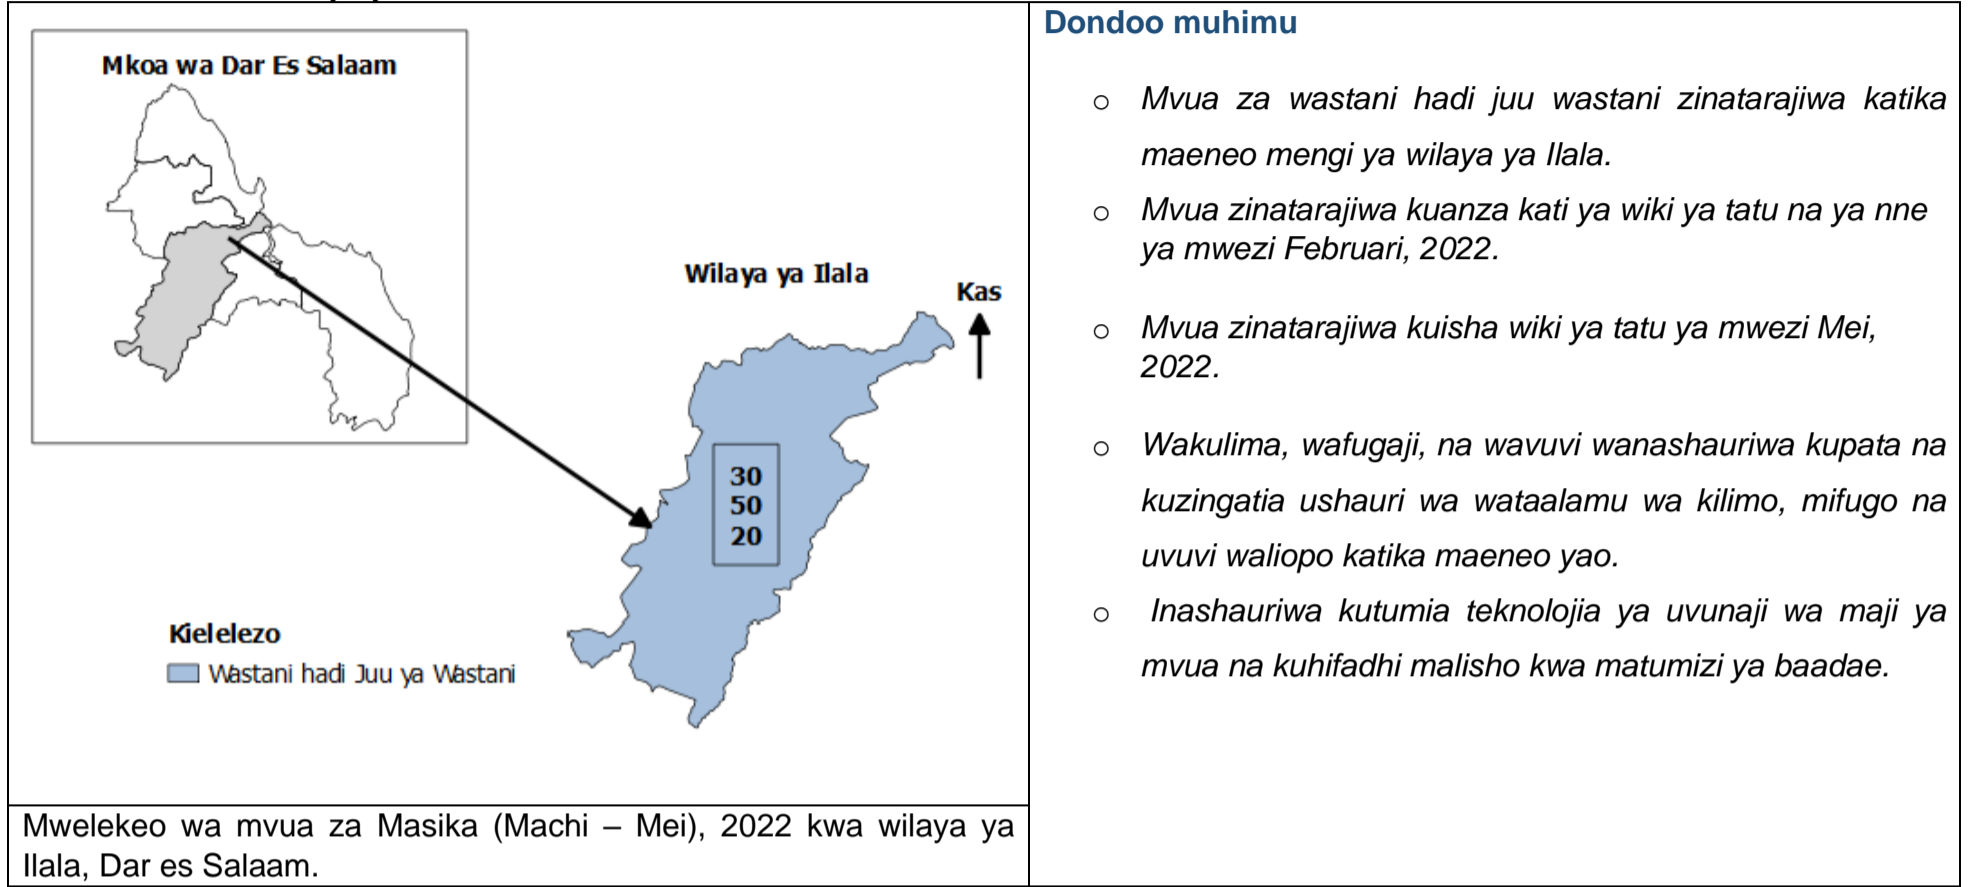 Mkoa wa Dar Es Salaam
Wilaya ya Ilala
Kas
30
50
20
Kielelezo
Wastani hadi Juu ya Wastani
Mwelekeo wa mvua za Masika (Machi – Mei), 2022 kwa wilaya ya
Ilala, Dar es Salaam.
Dondoo muhimu
o Mvua za wastani hadi juu wastani zinatarajiwa katika
maeneo mengi ya wilaya ya Ilala.
o Mvua zinatarajiwa kuanza kati ya wiki ya tatu na ya nne
ya mwezi Februari, 2022.
o Mvua zinatarajiwa kuisha wiki ya tatu ya mwezi Mei,
2022.
o Wakulima, wafugaji, na wavuvi wanashauriwa kupata na
kuzingatia ushauri wa wataalamu wa kilimo, mifugo na
uvuvi waliopo katika maeneo yao.
o Inashauriwa kutumia teknolojia ya uvunaji wa maji ya
mvua na kuhifadhi malisho kwa matumizi ya baadae.